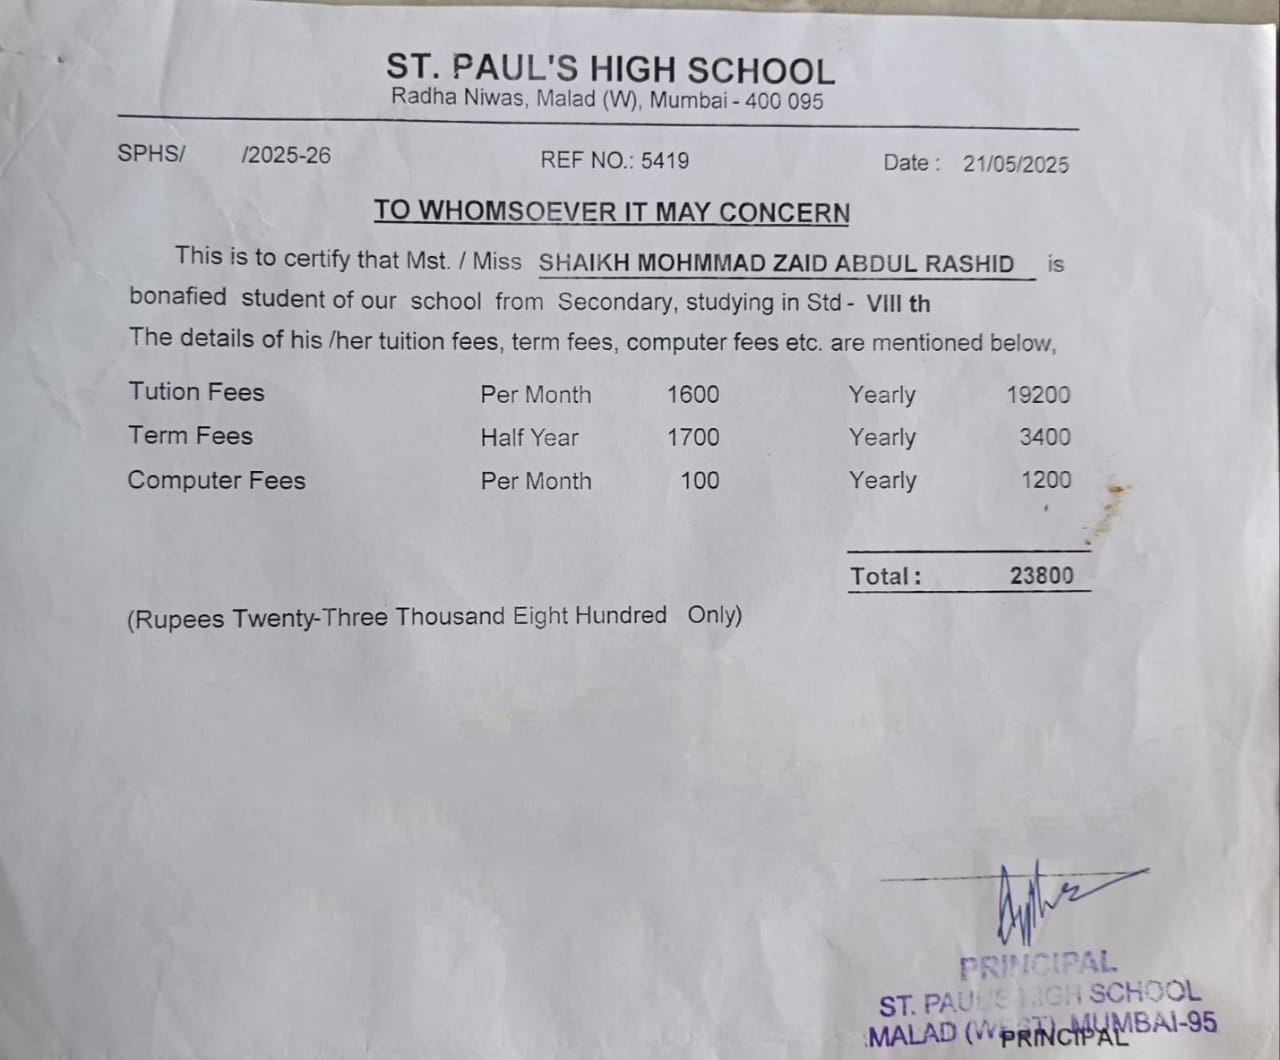 ST. PAUL'S HIGH SCHOOL
Radha Niwas, Malad (W), Mumbai - 400 095
SPHS/ /2025-26 REF NO.: 5419 Date : 21/05/2025
TO WHOMSOEVER IT MAY CONCERN
This is to certify that Mst. / Miss SHAIKH MOHMMAD ZAID ABDUL RASHID is
bonafied student of our school from Secondary, studying in Std - VIII th
The details of his /her tuition fees, term fees, computer fees etc. are mentioned below,
Tution Fees Per Month 1600 Yearly 19200
Term Fees Half Year 1700 Yearly 3400
Computer Fees Per Month 100 Yearly 1200
Total : 23800
(Rupees Twenty-Three Thousand Eight Hundred Only)
PRINCIPAL
ST. PAUL'S HIGH SCHOOL
MALAD (WEST), MUMBAI-95
PRINCIPAL